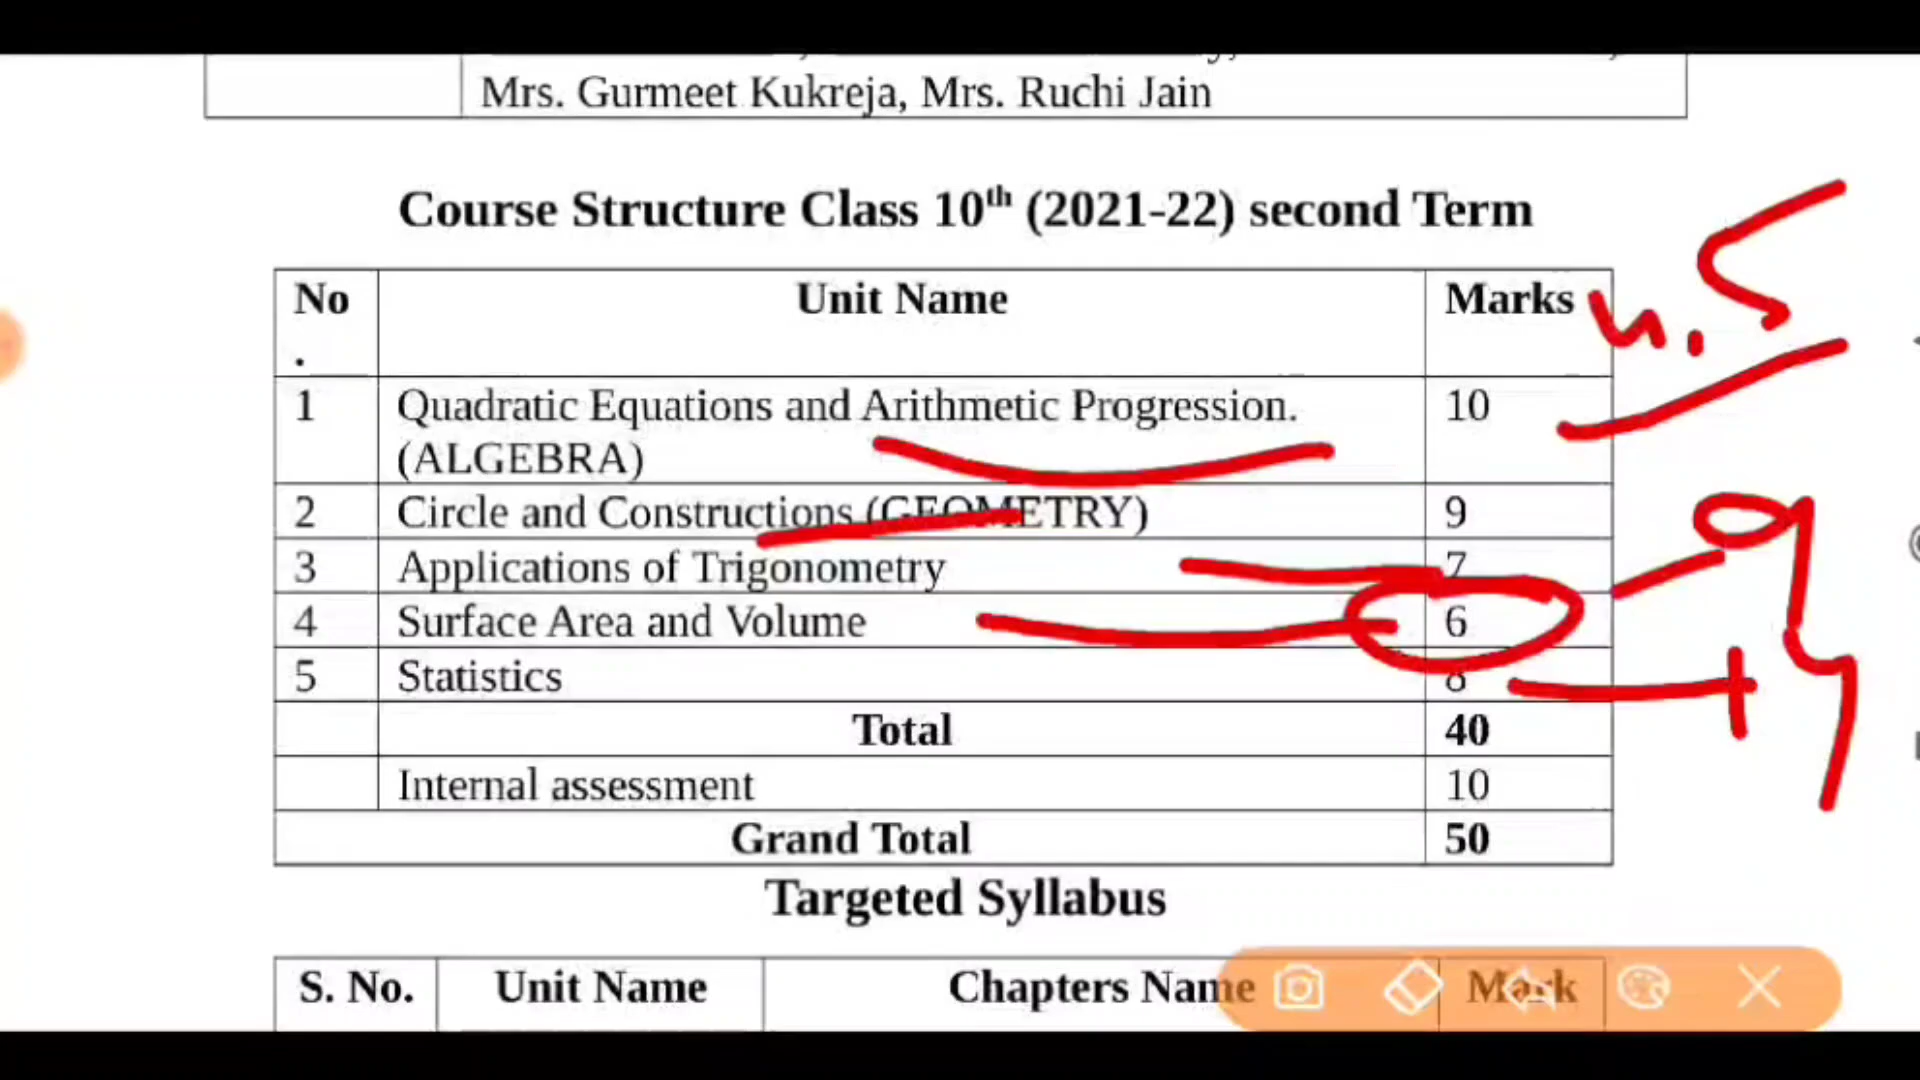 Mrs. Gurmeet Kukreja, Mrs. Ruchi Jain
Course Structure Class 10th (2021-22) second Term
No. Unit Name Marks
1 Quadratic Equations and Arithmetic Progression. 10
(ALGEBRA)
2 Circle and Constructions (GEOMETRY) 9
3 Applications of Trigonometry 7
4 Surface Area and Volume 6
5 Statistics 8
Total 40
Internal assessment 10
Grand Total 50
Targeted Syllabus
S. No. Unit Name Chapters Name Mark